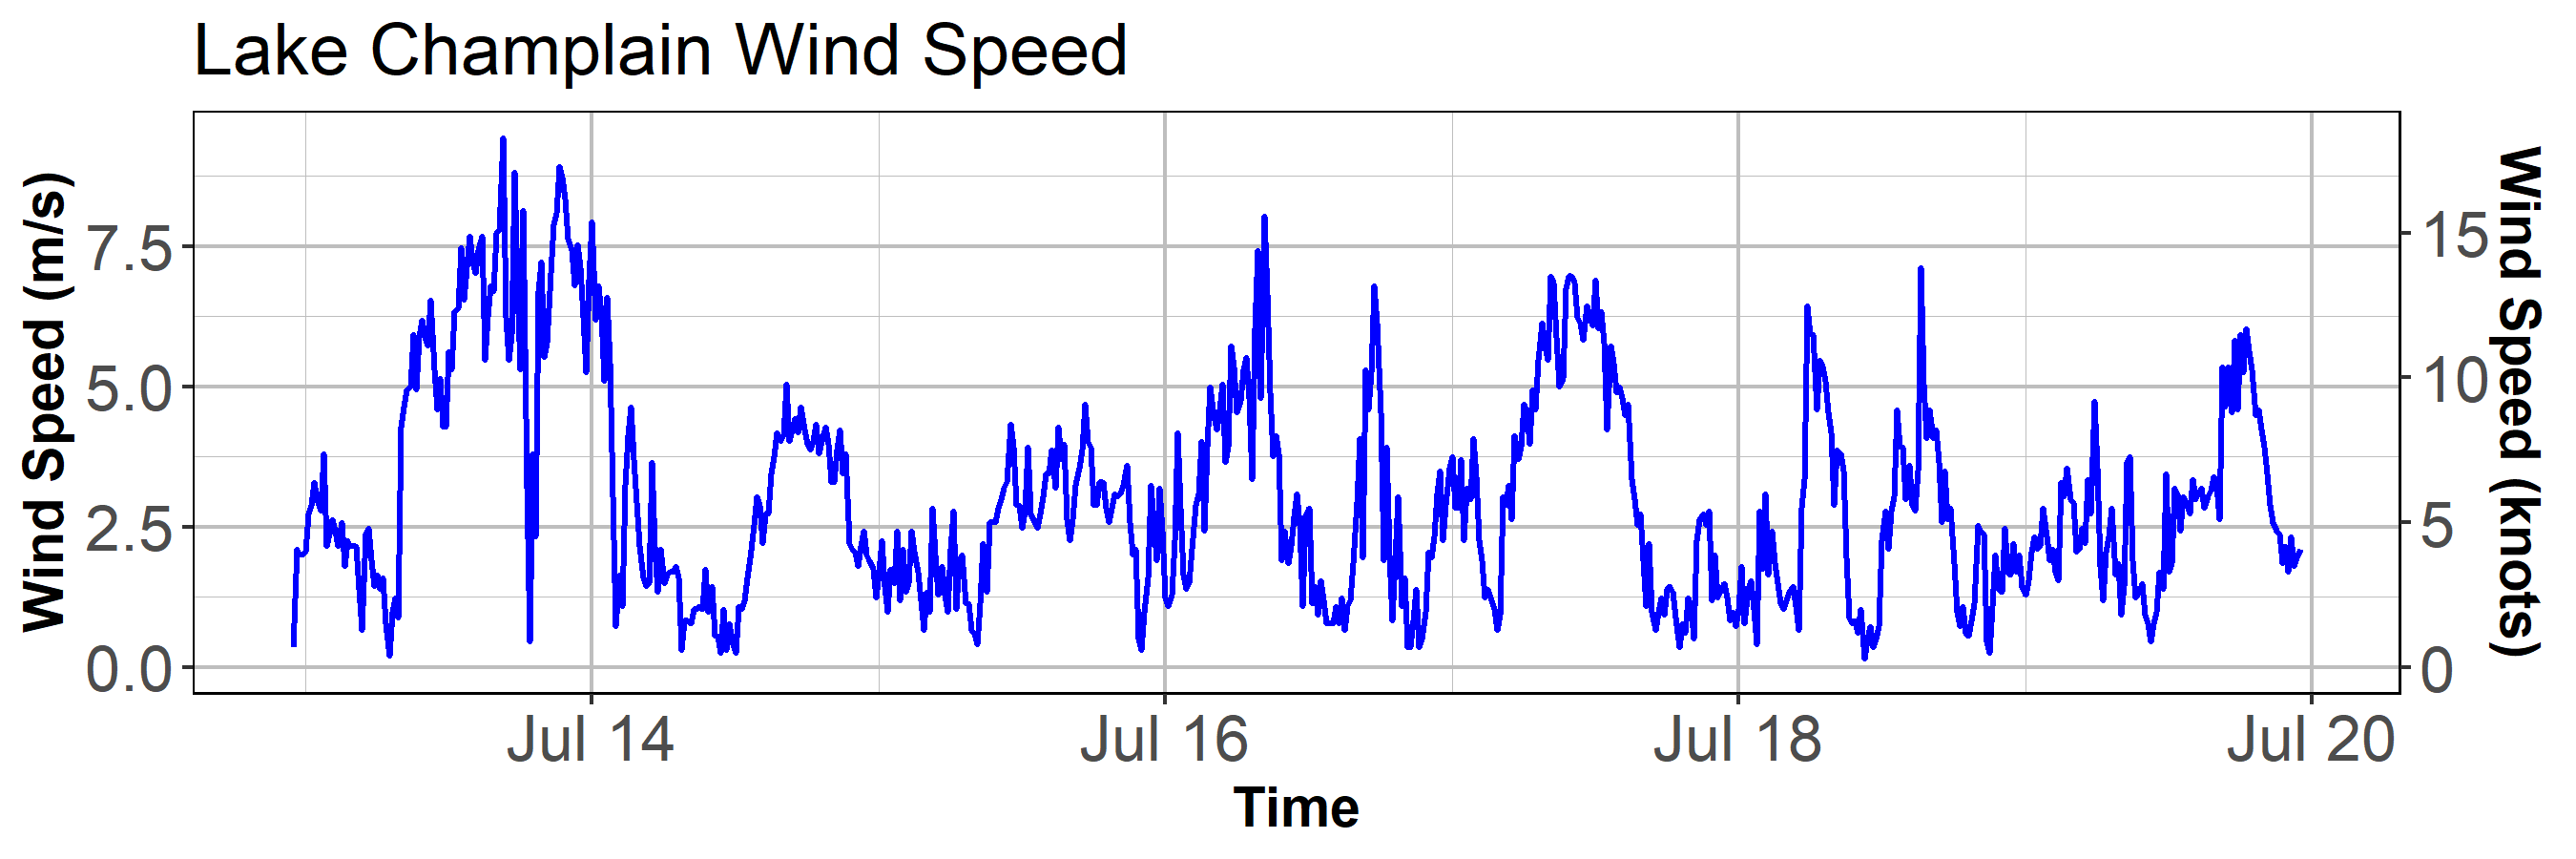 Lake Champlain Wind Speed
Wind Speed (m/s)
7.5
5.0
2.5
0.0
15
10
5
0
Wind Speed (knots)
Jul 14
Jul 16
Jul 18
Jul 20
Time